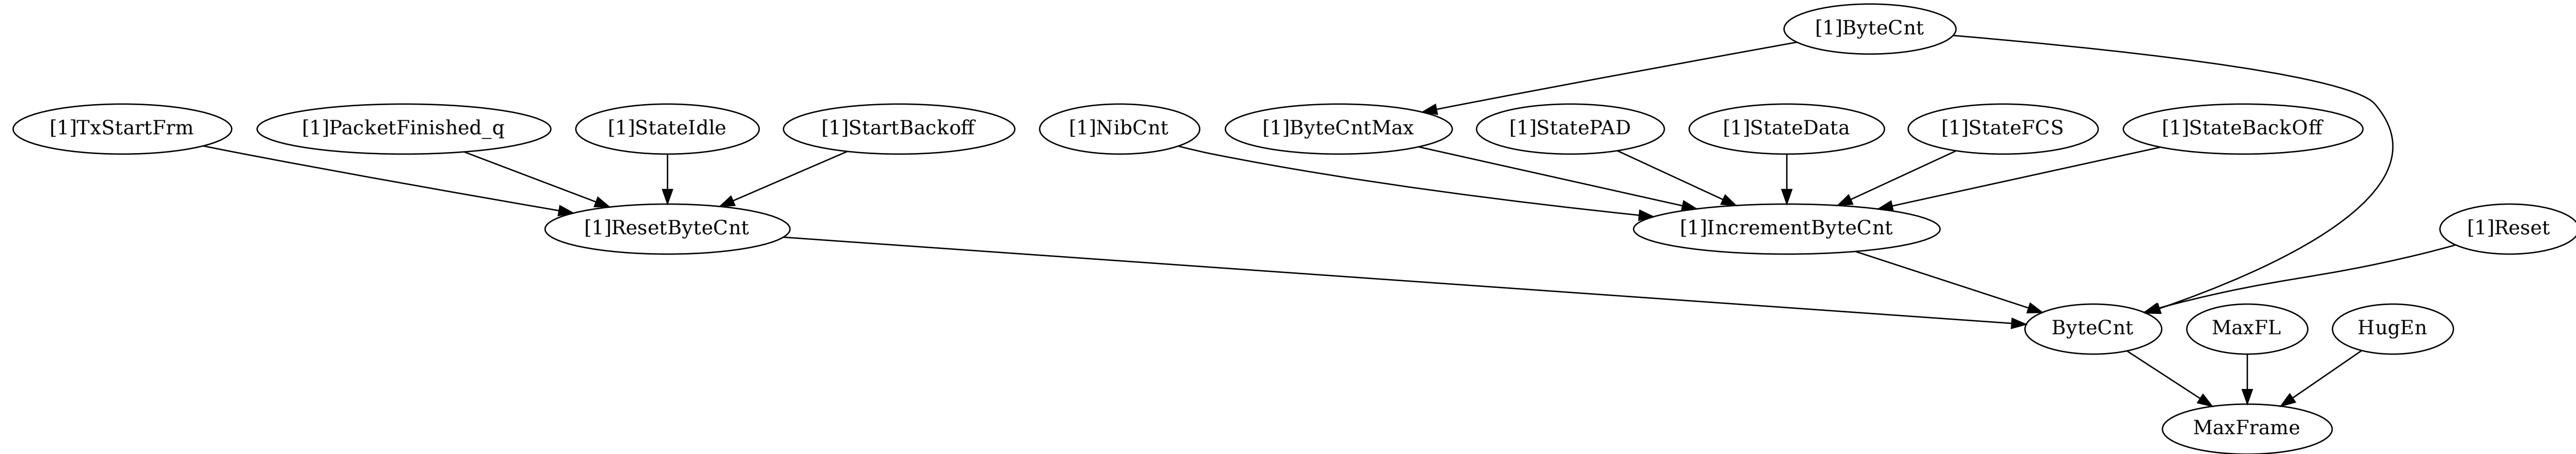 [1]ByteCnt
[1]TxStartFrm
[1]PacketFinished_q
[1]StateIdle
[1]StartBackoff
[1]NibCnt
[1]ByteCntMax
[1]StatePAD
[1]StateData
[1]StateFCS
[1]StateBackOff
[1]ResetByteCnt
[1]IncrementByteCnt
[1]Reset
ByteCnt
MaxFL
HugEn
MaxFrame